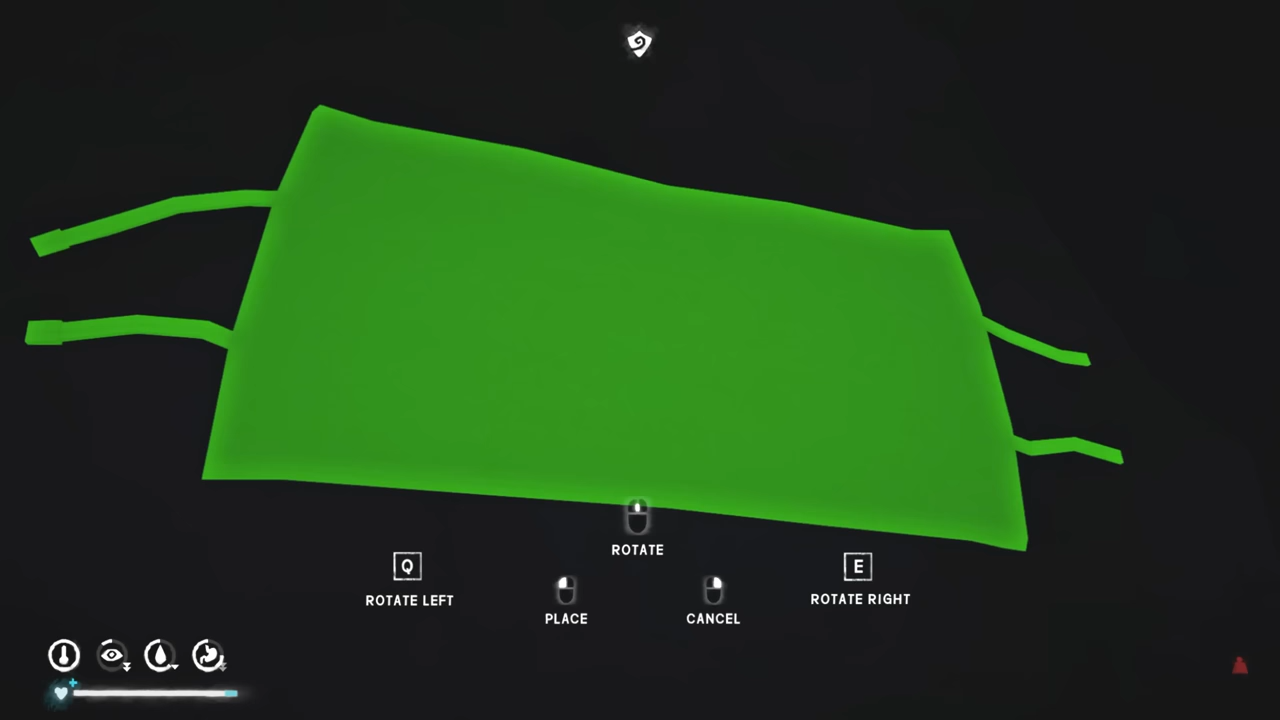 ROTATE
Q
E
ROTATE LEFT
PLACE
CANCEL
ROTATE RIGHT